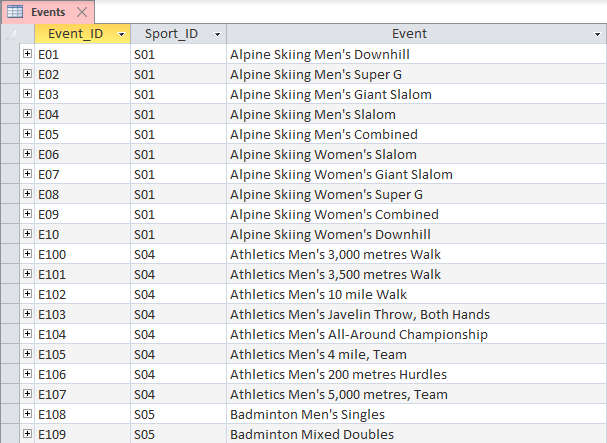 Events
Event_ID Sport_ID Event
E01 S01 Alpine Skiing Men's Downhill
E02 S01 Alpine Skiing Men's Super G
E03 S01 Alpine Skiing Men's Giant Slalom
E04 S01 Alpine Skiing Men's Slalom
E05 S01 Alpine Skiing Men's Combined
E06 S01 Alpine Skiing Women's Slalom
E07 S01 Alpine Skiing Women's Giant Slalom
E08 S01 Alpine Skiing Women's Super G
E09 S01 Alpine Skiing Women's Combined
E10 S01 Alpine Skiing Women's Downhill
E100 S04 Athletics Men's 3,000 metres Walk
E101 S04 Athletics Men's 3,500 metres Walk
E102 S04 Athletics Men's 10 mile Walk
E103 S04 Athletics Men's Javelin Throw, Both Hands
E104 S04 Athletics Men's All-Around Championship
E105 S04 Athletics Men's 4 mile, Team
E106 S04 Athletics Men's 200 metres Hurdles
E107 S04 Athletics Men's 5,000 metres, Team
E108 S05 Badminton Men's Singles
E109 S05 Badminton Mixed Doubles